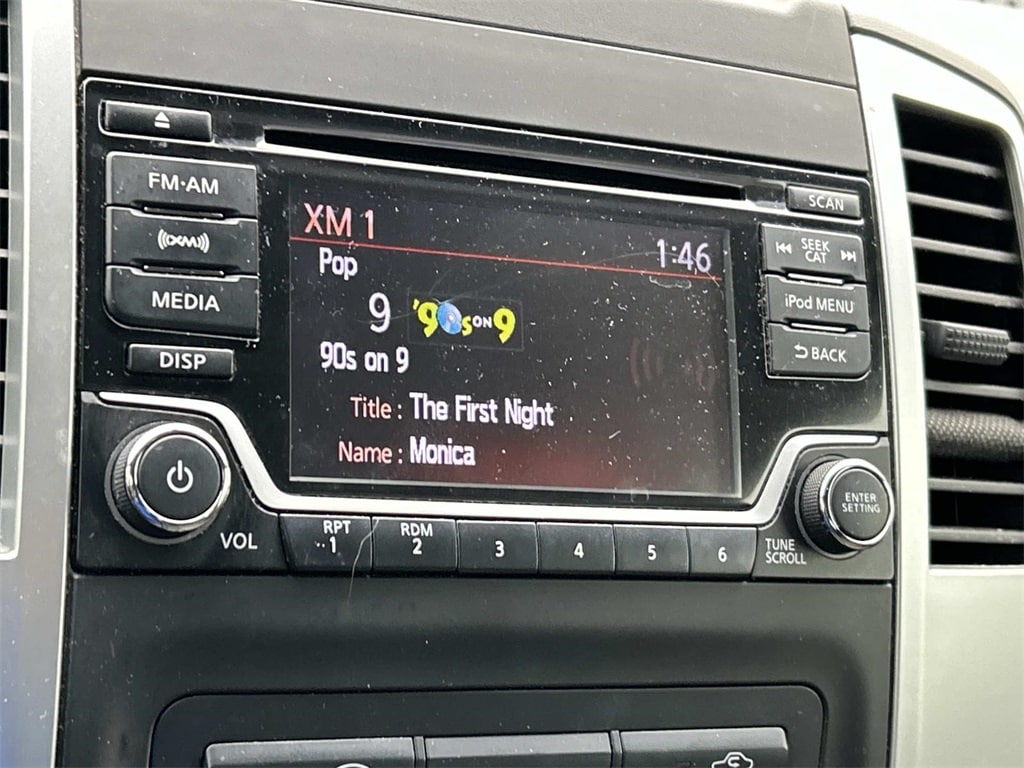 FM·AM
((XM))
MEDIA
DISP
VOL
XM 1
1:46
Pop
9 '90s ON 9
90s on 9
Title : The First Night
Name : Monica
SCAN
SEEK
CAT
iPod MENU
BACK
ENTER
SETTING
TUNE
SCROLL
RPT
1
RDM
2
3
4
5
6